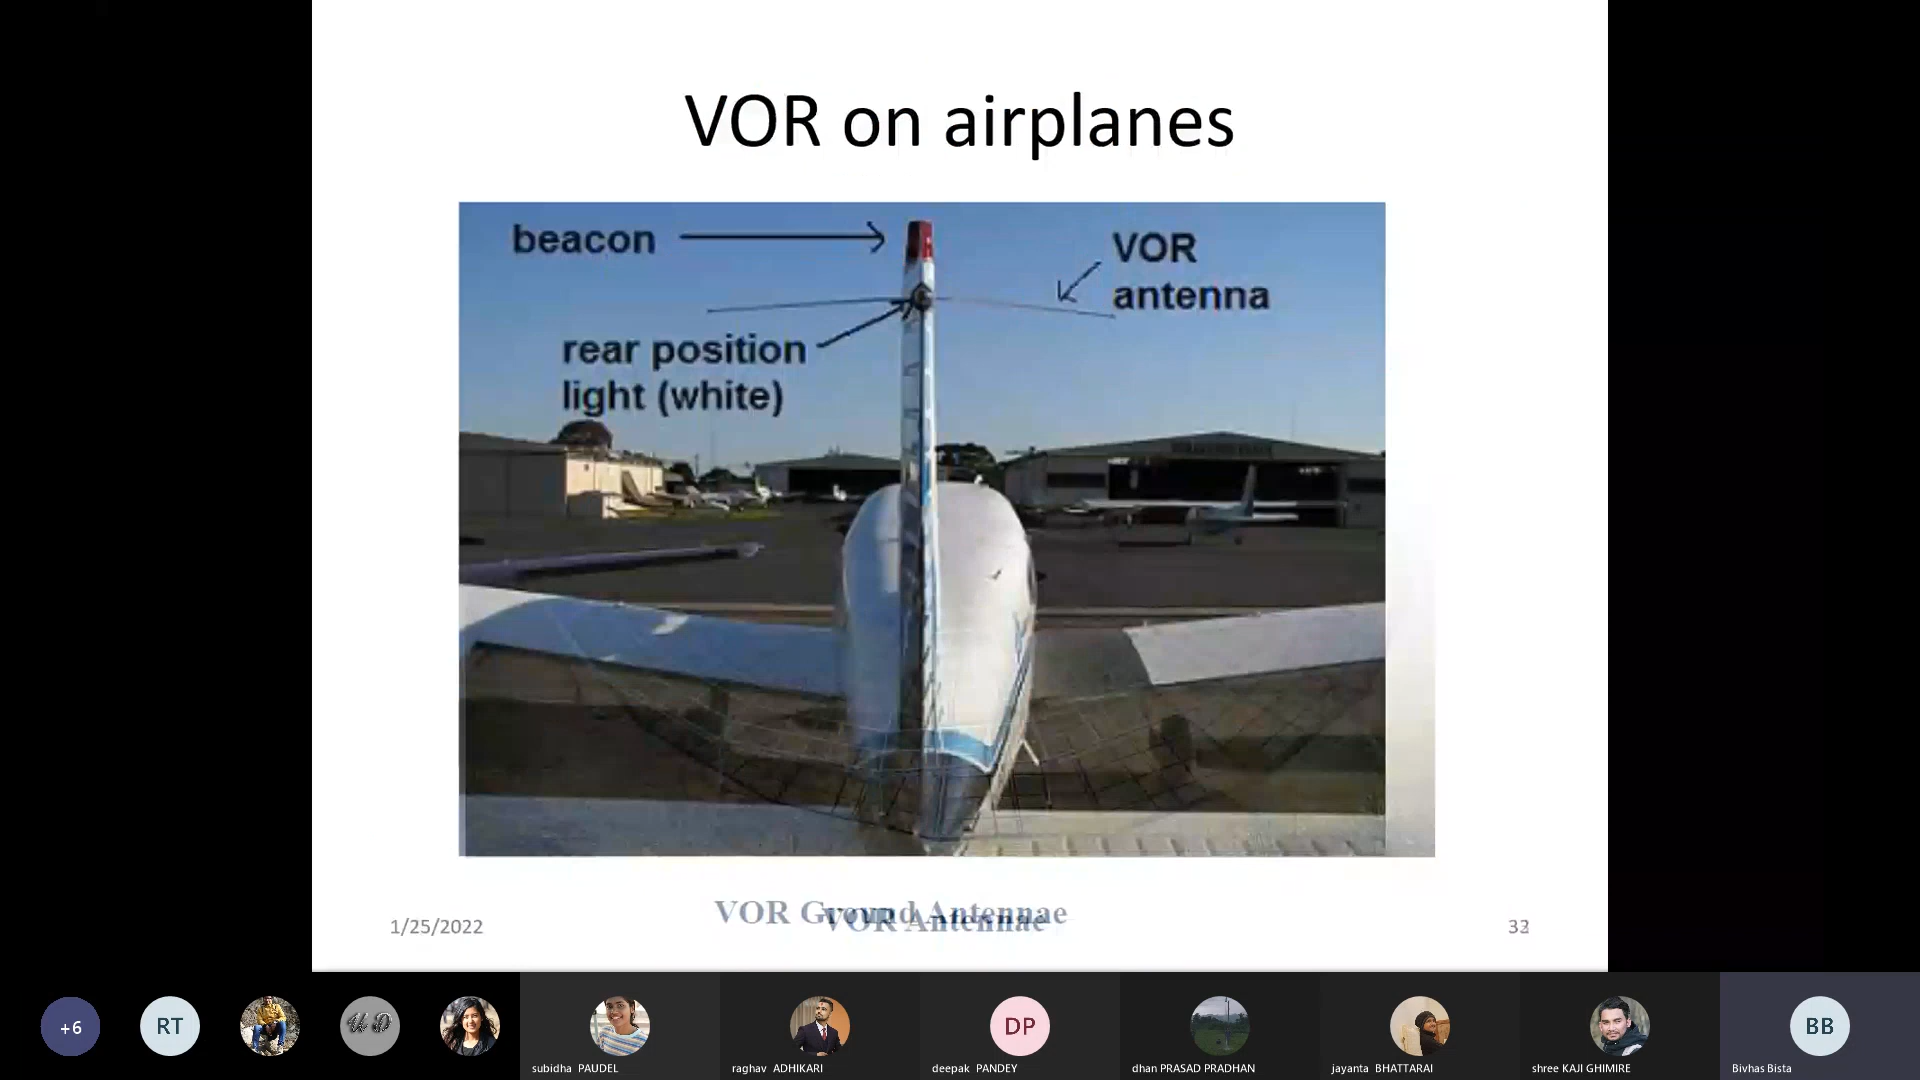 VOR on airplanes
beacon
VOR
antenna
rear position
light (white)
VOR Ground Antennae
VOR Antennae
1/25/2022
+6
RT
DP
BB
subidha PAUDEL
raghav ADHIKARI
deepak PANDEY
dhan PRASAD PRADHAN
jayanta BHATTARAI
shree KAJI GHIMIRE
Bivhas Bista